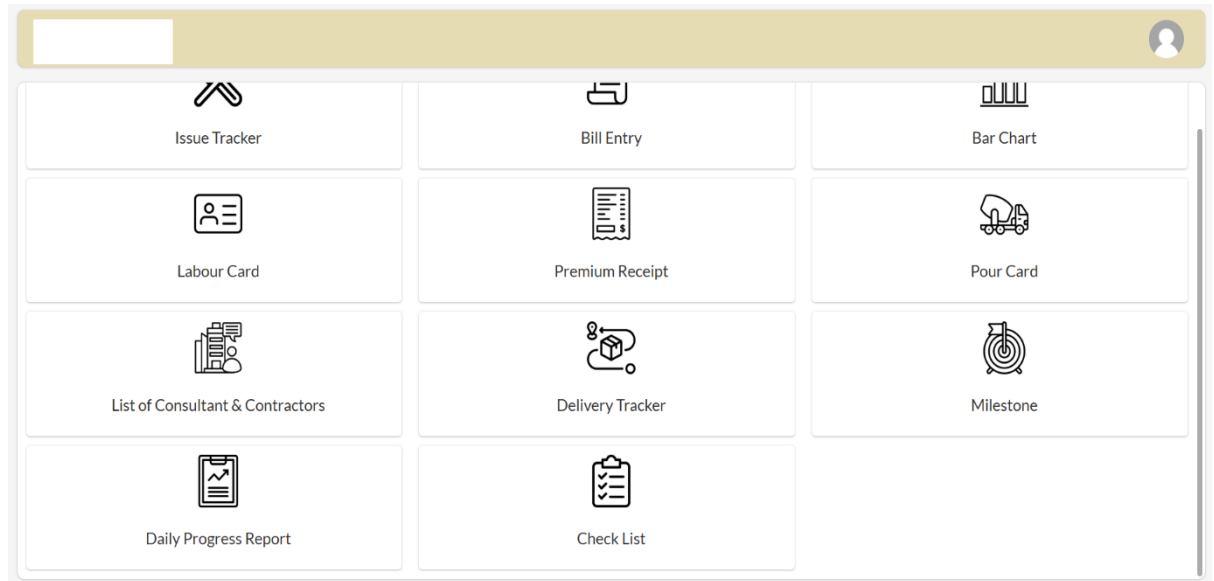 Issue Tracker
Bill Entry
Bar Chart
Labour Card
Premium Receipt
Pour Card
List of Consultant & Contractors
Delivery Tracker
Milestone
Daily Progress Report
Check List